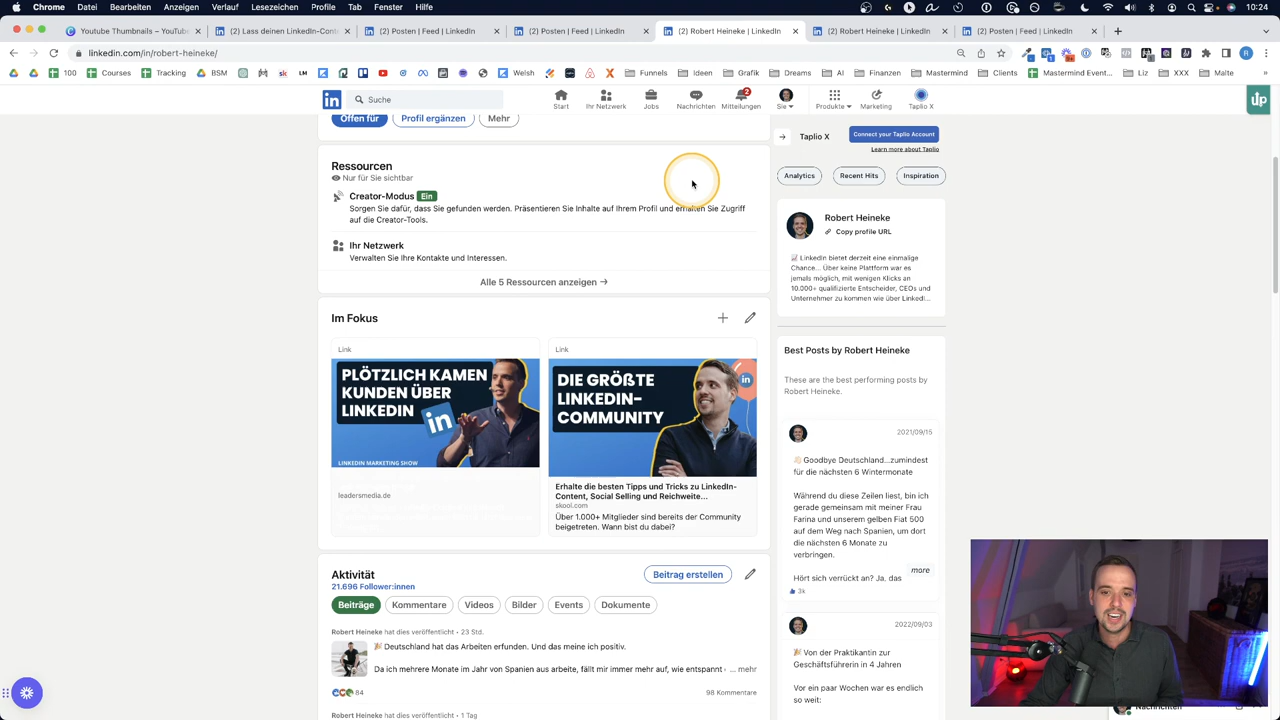 Chrome Ablage Bearbeiten Darstellung Verlauf Lesezeichen Profile Tab Fenster Hilfe
10:24
Youtube Thumbnails – YouTube
(2) Lass deinen LinkedIn-Cont
(2) Posten | Feed | LinkedIn
(2) Posten | Feed | LinkedIn
(2) Robert Heineke | LinkedIn
(2) Robert Heineke | LinkedIn
(2) Posten | Feed | LinkedIn
linkedin.com/in/robert-heineke/
100 Courses Tracking BSM LM Welsh Funnels Ideen Grafik Dreams AI Finanzen Mastermind Clients Mastermind Event... Liz XXX Malte »
Suche
Start
Ihr Netzwerk
Jobs
Nachrichten
2
Mitteilungen
Sie
Produkte
Marketing
Taplio X
up
Offen für
Profil ergänzen
Mehr
Ressourcen
Nur für Sie sichtbar
Creator-Modus Ein
Sorgen Sie dafür, dass Sie gefunden werden. Präsentieren Sie Inhalte auf Ihrem Profil und erhalten Sie Zugriff
auf die Creator-Tools.
Ihr Netzwerk
Verwalten Sie Ihre Kontakte und Interessen.
Alle 5 Ressourcen anzeigen →
Im Fokus
Link
PLÖTZLICH KAMEN
KUNDEN ÜBER
LINKEDIN
in
LINKEDIN MARKETING SHOW
leadersmedia.de
Link
DIE GRÖßTE
LINKEDIN-
COMMUNITY
in
Erhalte die besten Tipps und Tricks zu LinkedIn-
Content, Social Selling und Reichweite...
skool.com
Über 1.000+ Mitglieder sind bereits der Community
beigetreten. Wann bist du dabei?
Aktivität
21.696 Follower:innen
Beitrag erstellen
Beiträge
Kommentare
Videos
Bilder
Events
Dokumente
Robert Heineke hat dies veröffentlicht • 23 Std.
Deutschland hat das Arbeiten erfunden. Und das meine ich positiv.
Da ich mehrere Monate im Jahr von Spanien aus arbeite, fällt mir immer mehr auf, wie entspannt ... mehr
84
98 Kommentare
Robert Heineke hat dies veröffentlicht • 1 Tag
Taplio X
Connect your Taplio Account
Learn more about Taplio
Analytics
Recent Hits
Inspiration
Robert Heineke
Copy profile URL
LinkedIn bietet derzeit eine einmalige
Chance... Über keine Plattform war es
jemals möglich, mit wenigen Klicks an
10.000+ qualifizierte Entscheider, CEOs und
Unternehmer zu kommen wie über LinkedI...
Best Posts by Robert Heineke
These are the best performing posts by
Robert Heineke.
2021/09/15
Goodbye Deutschland...zumindest
für die nächsten 6 Wintermonate
Während du diese Zeilen liest, bin ich
gerade gemeinsam mit meiner Frau
Farina und unserem gelben Fiat 500
auf dem Weg nach Spanien, um dort
die nächsten 6 Monate zu
verbringen.
Hört sich verrückt an? Ja, das
more
3k
2022/09/03
Von der Praktikantin zur
Geschäftsführerin in 4 Jahren
Vor ein paar Wochen war es endlich
so weit:
Nachrichten